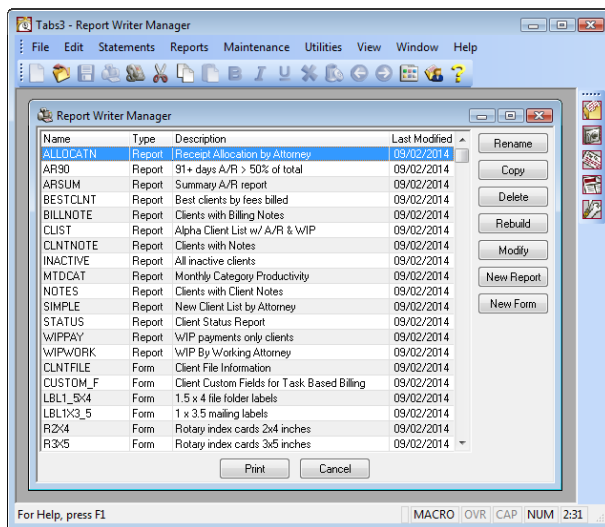 Tabs3 - Report Writer Manager
File Edit Statements Reports Maintenance Utilities View Window Help
B I U
Report Writer Manager
Name Type Description Last Modified
ALLOCATN Report Receipt Allocation by Attorney 09/02/2014
AR90 Report 91+ days A/R > 50% of total 09/02/2014
ARSUM Report Summary A/R report 09/02/2014
BESTCLNT Report Best clients by fees billed 09/02/2014
BILLNOTE Report Clients with Billing Notes 09/02/2014
CLIST Report Alpha Client List w/ A/R & WIP 09/02/2014
CLNTNOTE Report Clients with Notes 09/02/2014
INACTIVE Report All inactive clients 09/02/2014
MTDCAT Report Monthly Category Productivity 09/02/2014
NOTES Report Clients with Client Notes 09/02/2014
SIMPLE Report New Client List by Attorney 09/02/2014
STATUS Report Client Status Report 09/02/2014
WIPPAY Report WIP payments only clients 09/02/2014
WIPWORK Report WIP By Working Attorney 09/02/2014
CLNTFILE Form Client File Information 09/02/2014
CUSTOM_F Form Client Custom Fields for Task Based Billing 09/02/2014
LBL1_5X4 Form 1.5 x 4 file folder labels 09/02/2014
LBL1X3_5 Form 1 x 3.5 mailing labels 09/02/2014
R2X4 Form Rotary index cards 2x4 inches 09/02/2014
R3X5 Form Rotary index cards 3x5 inches 09/02/2014
Rename
Copy
Delete
Rebuild
Modify
New Report
New Form
Print Cancel
For Help, press F1 MACRO OVR CAP NUM 2:31